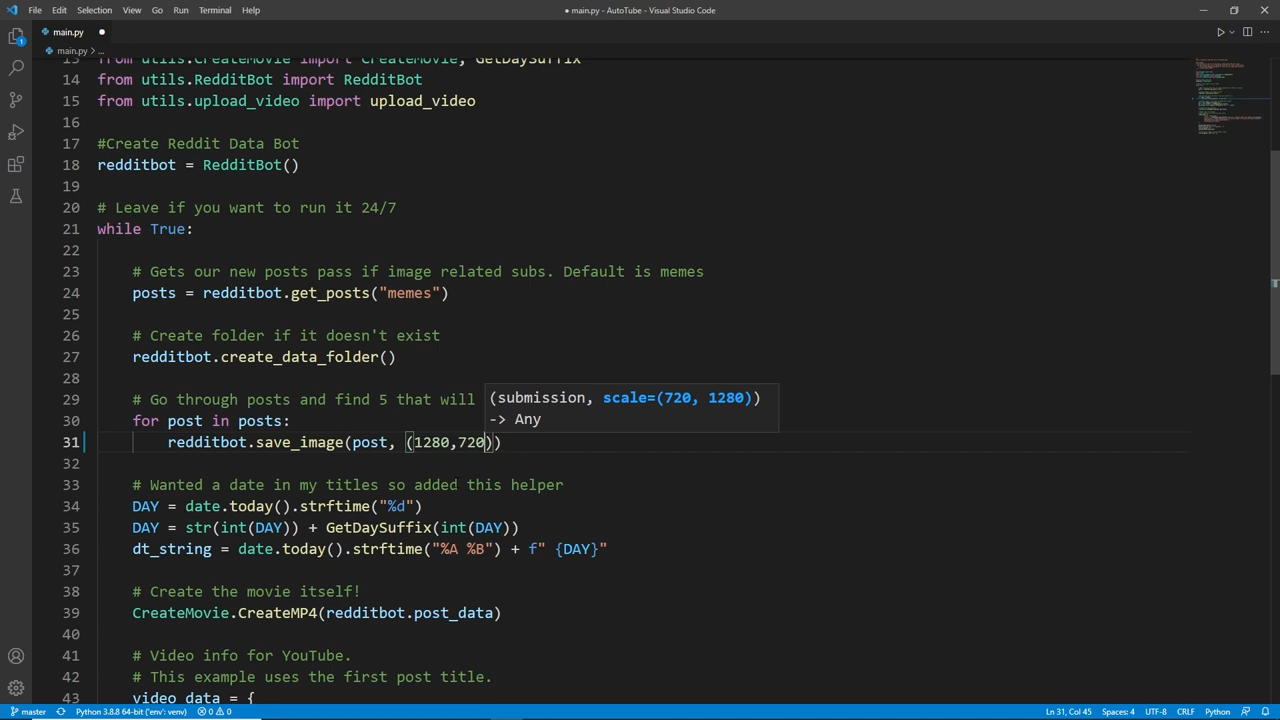 File Edit Selection View Go Run Terminal Help
● main.py - AutoTube - Visual Studio Code
main.py ●
main.py > ...
13 from utils.CreateMovie import CreateMovie, GetDaySuffix
14 from utils.RedditBot import RedditBot
15 from utils.upload_video import upload_video
16
17 #Create Reddit Data Bot
18 redditbot = RedditBot()
19
20 # Leave if you want to run it 24/7
21 while True:
22
23 # Gets our new posts pass if image related subs. Default is memes
24 posts = redditbot.get_posts("memes")
25
26 # Create folder if it doesn't exist
27 redditbot.create_data_folder()
28
29 # Go through posts and find 5 that will
(submission, scale=(720, 1280))
-> Any
30 for post in posts:
31 redditbot.save_image(post, (1280,720))
32
33 # Wanted a date in my titles so added this helper
34 DAY = date.today().strftime("%d")
35 DAY = str(int(DAY)) + GetDaySuffix(int(DAY))
36 dt_string = date.today().strftime("%A %B") + f" {DAY}"
37
38 # Create the movie itself!
39 CreateMovie.CreateMP4(redditbot.post_data)
40
41 # Video info for YouTube.
42 # This example uses the first post title.
43 video_data = {
master Python 3.8.8 64-bit ('env': venv) 0 0 Ln 31, Col 45 Spaces: 4 UTF-8 CRLF Python